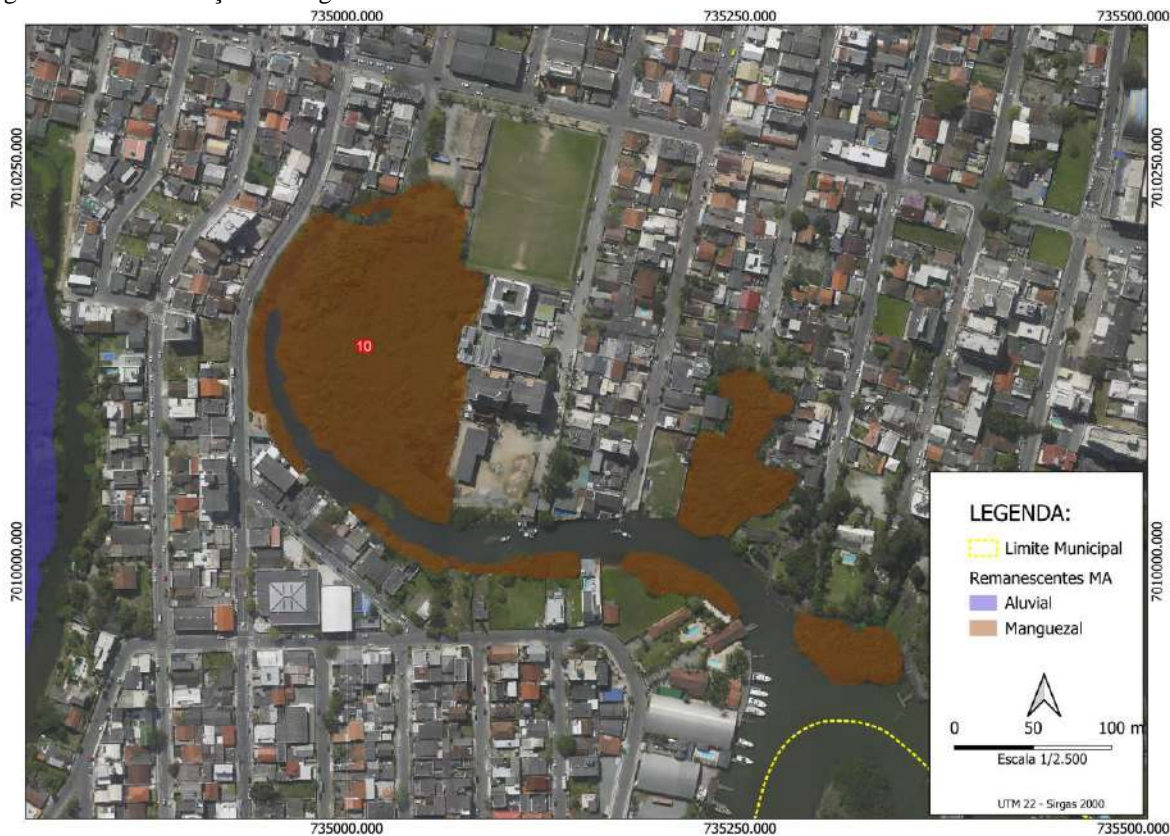 735000.000 735250.000 735500.000
7010250.000
7010250.000
10
7010000.000
7010000.000
LEGENDA:
Limite Municipal
Remanescentes MA
Aluvial
Manguezal
0 50 100 m
Escala 1/2.500
UTM 22 - Sirgas 2000
735000.000 735250.000 735500.000